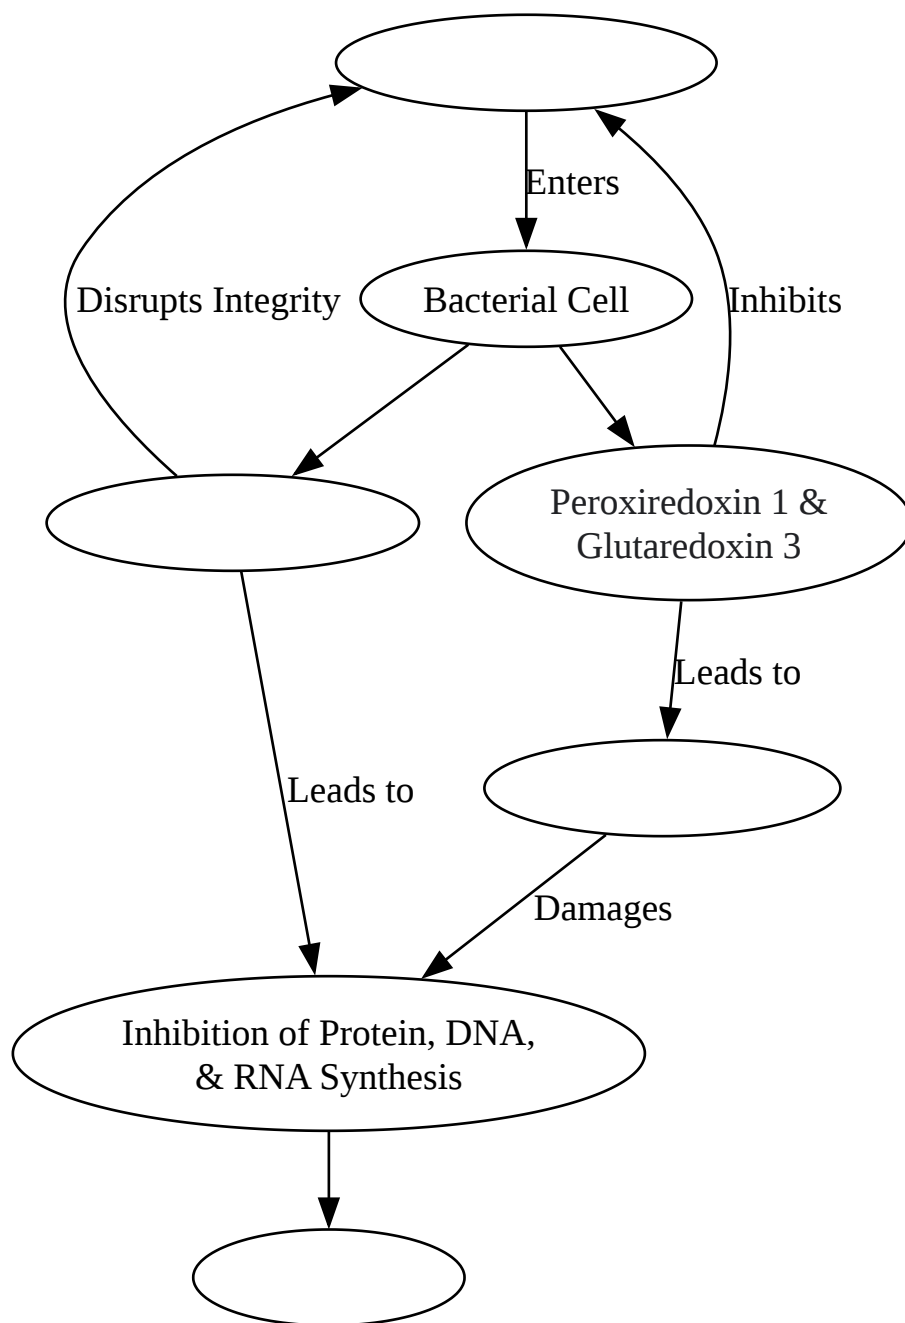 Enters
Disrupts Integrity
Bacterial Cell
Inhibits
Peroxiredoxin 1 &
Glutaredoxin 3
Leads to
Leads to
Damages
Inhibition of Protein, DNA,
& RNA Synthesis